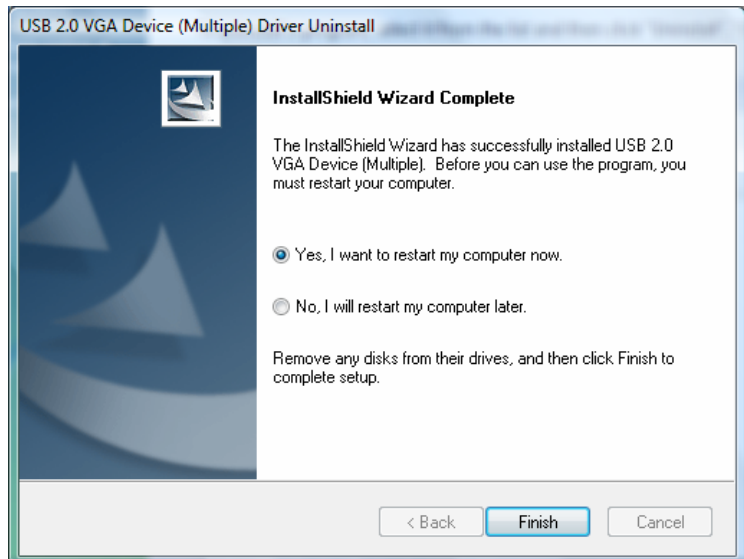 USB 2.0 VGA Device (Multiple) Driver Uninstall
InstallShield Wizard Complete
The InstallShield Wizard has successfully installed USB 2.0
VGA Device (Multiple). Before you can use the program, you
must restart your computer.
Yes, I want to restart my computer now.
No, I will restart my computer later.
Remove any disks from their drives, and then click Finish to
complete setup.
< Back
Finish
Cancel